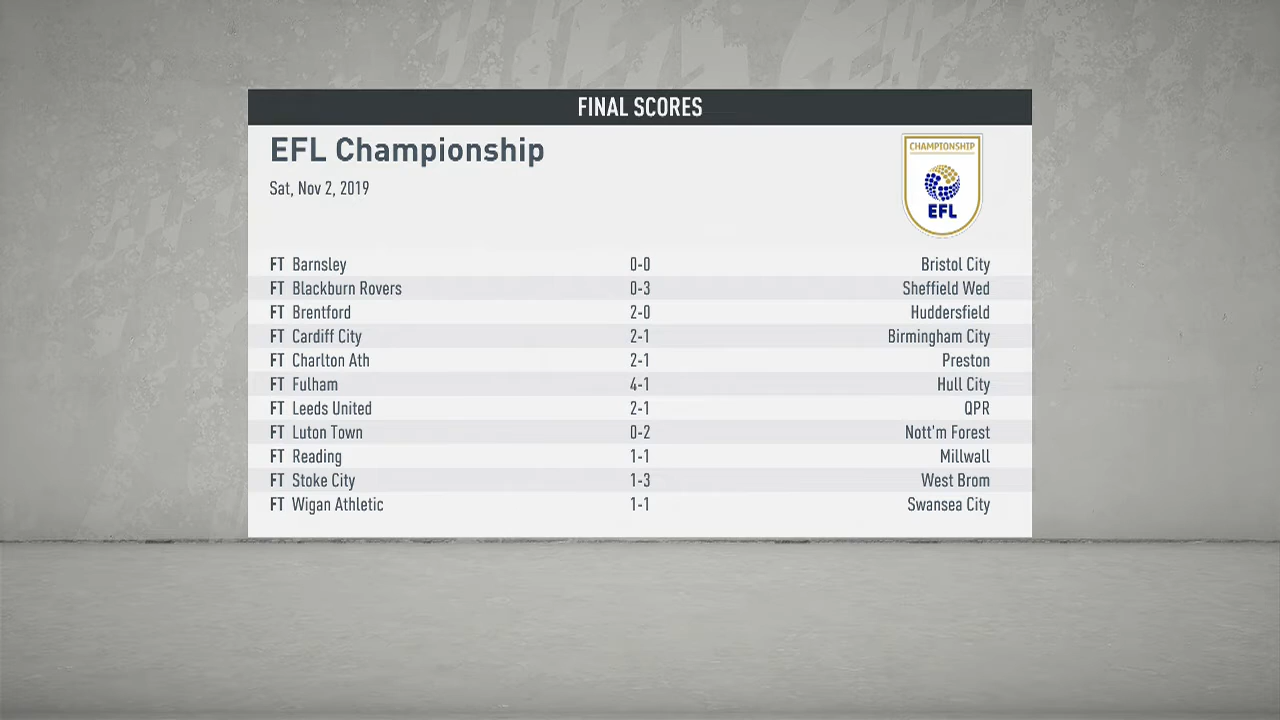 FINAL SCORES
EFL Championship
CHAMPIONSHIP
Sat, Nov 2, 2019
EFL
FT Barnsley 0-0 Bristol City
FT Blackburn Rovers 0-3 Sheffield Wed
FT Brentford 2-0 Huddersfield
FT Cardiff City 2-1 Birmingham City
FT Charlton Ath 2-1 Preston
FT Fulham 4-1 Hull City
FT Leeds United 2-1 QPR
FT Luton Town 0-2 Nott'm Forest
FT Reading 1-1 Millwall
FT Stoke City 1-3 West Brom
FT Wigan Athletic 1-1 Swansea City